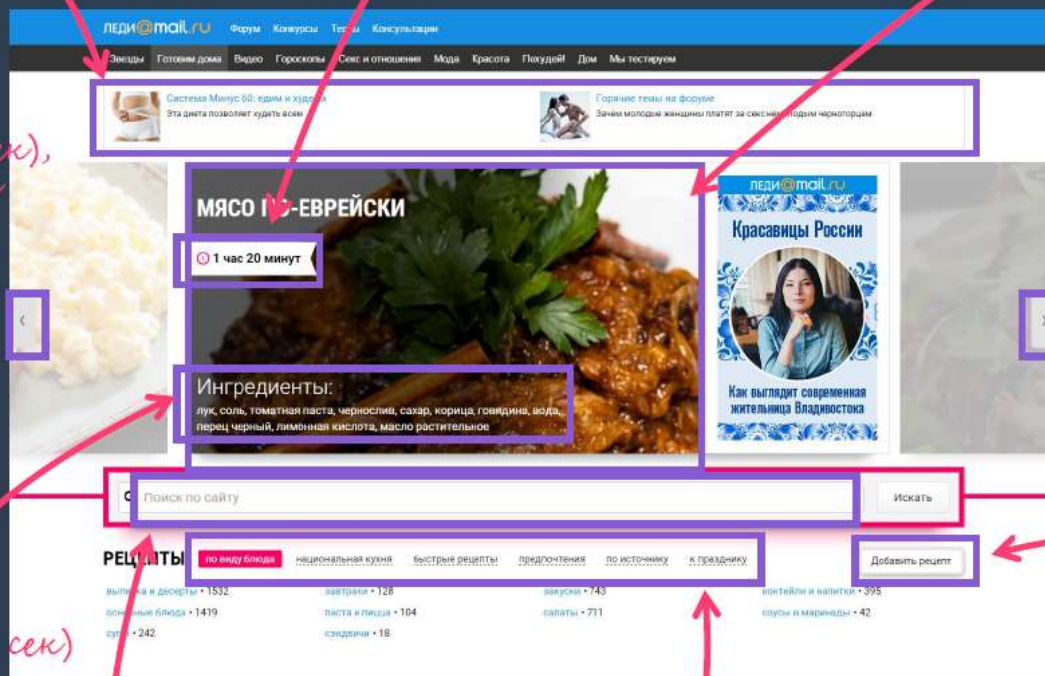 леди@mail.ru Форум Конкурсы Тесты Консультации
Звезды Готовим дома Видео Гороскопы Секс и отношения Мода Красота Похудей! Дом Мы тестируем
Система Минус 60: едим и худеем
Эта диета позволяет худеть всем
Горячие темы на форуме
Зачем молодые женщины платят за секс черногорцам
МЯСО ПО-ЕВРЕЙСКИ
1 час 20 минут
Ингредиенты:
лук, соль, томатная паста, чернослив, сахар, корица, говядина, вода,
перец черный, лимонная кислота, масло растительное
леди@mail.ru
Красавицы России
Как выглядит современная
жительница Владивостока
Поиск по сайту
Искать
РЕЦЕПТЫ по виду блюда национальная кухня быстрые рецепты предпочтения по источнику к празднику
Добавить рецепт
выпечка и десерты • 1532 завтраки • 128 закуски • 743 коктейли и напитки • 395
основные блюда • 1419 паста и пицца • 104 салаты • 711 соусы и маринады • 42
супы • 242 сэндвичи • 18
сек)